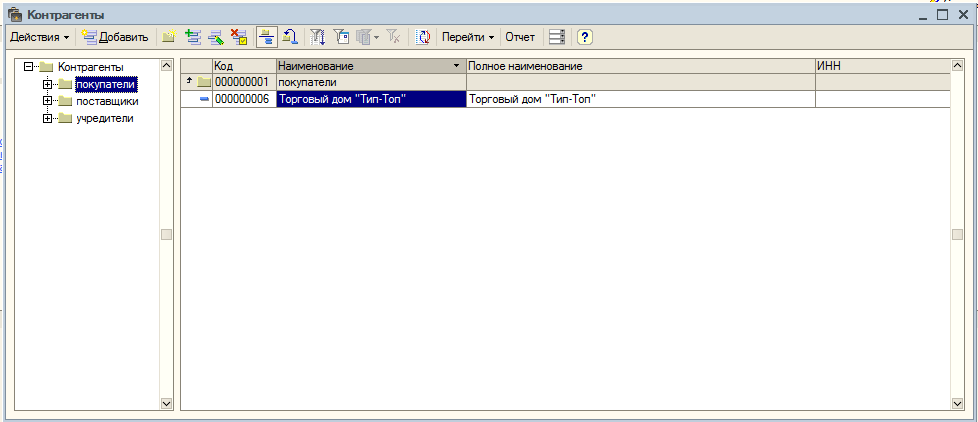 Контрагенты
Действия Добавить Перейти Отчет ?
Контрагенты
покупатели
поставщики
учредители
Код Наименование Полное наименование ИНН
000000001 покупатели
000000006 Торговый дом "Тип-Топ" Торговый дом "Тип-Топ"